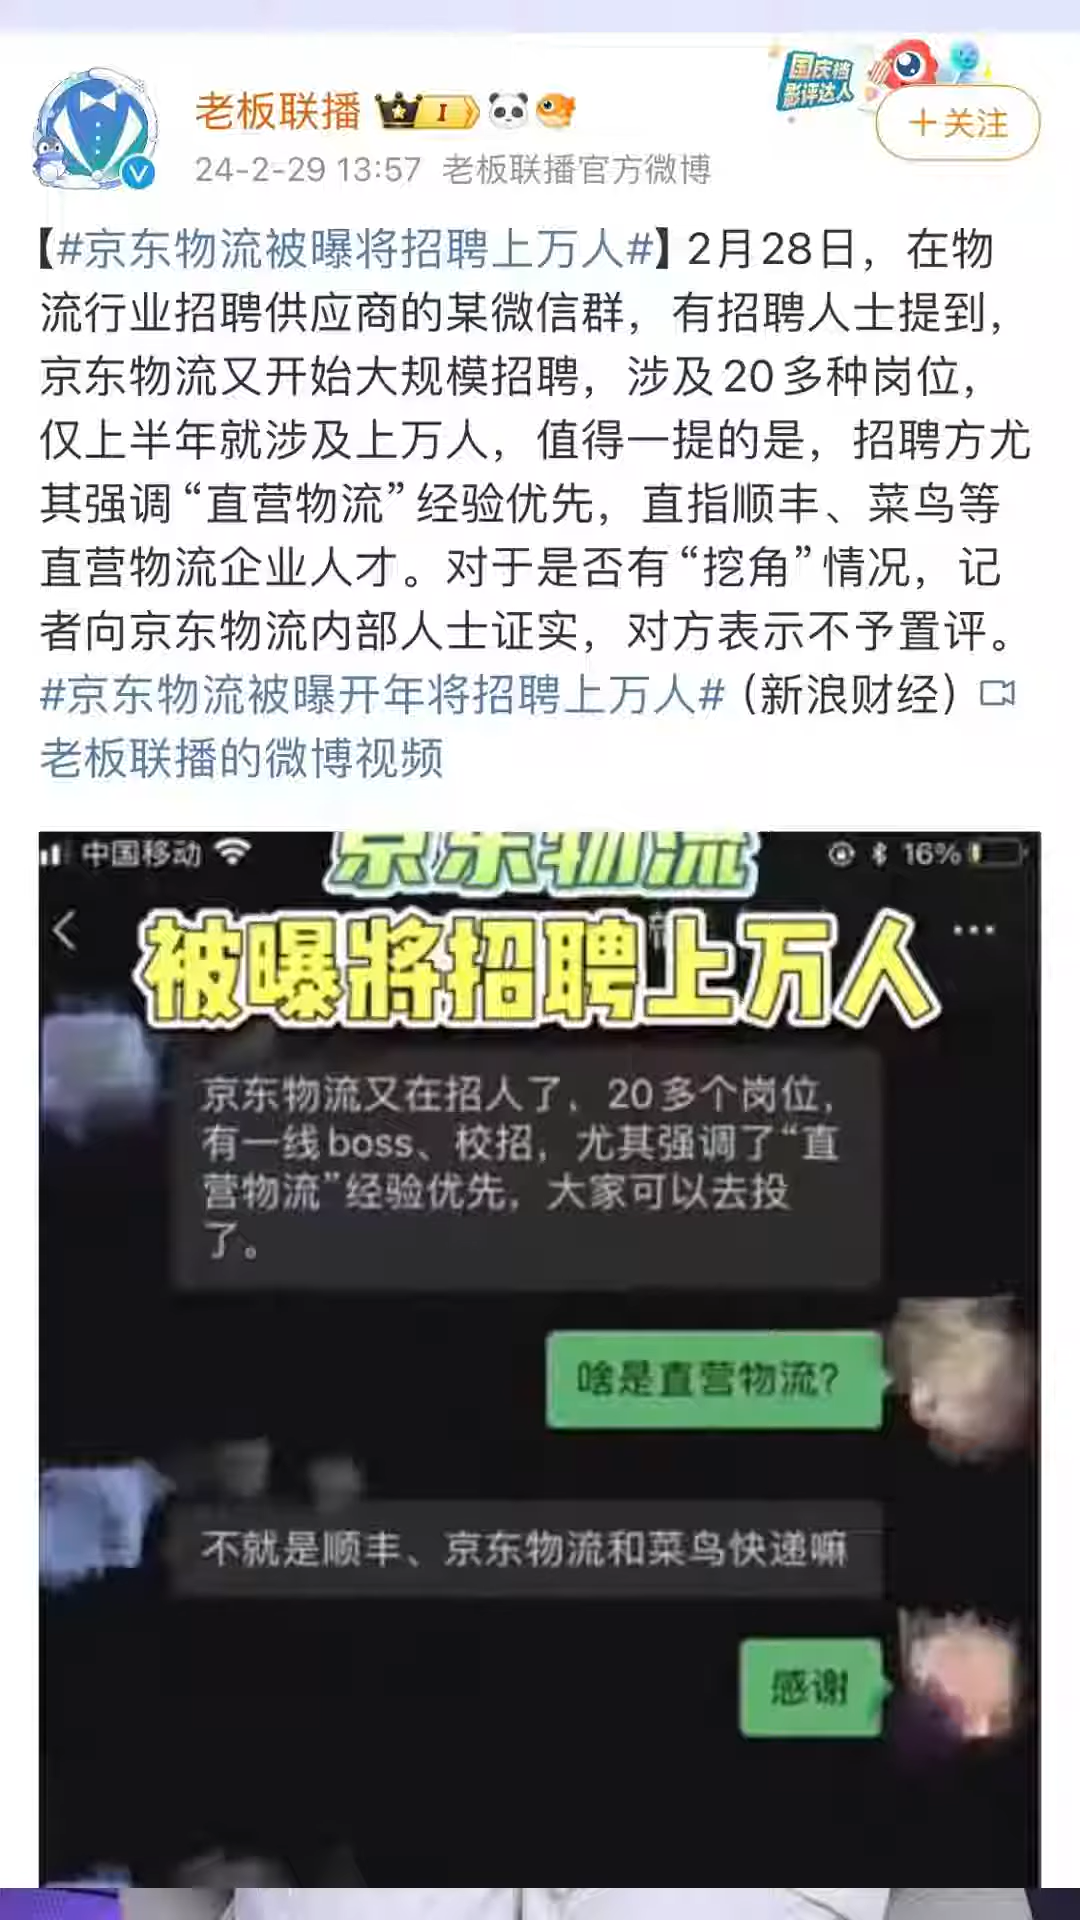 国庆档
影评达人
老板联播 I
+关注
24-2-29 13:57 老板联播官方微博
【#京东物流被曝将招聘上万人#】2月28日，在物
流行业招聘供应商的某微信群，有招聘人士提到，
京东物流又开始大规模招聘，涉及20多种岗位，
仅上半年就涉及上万人，值得一提的是，招聘方尤
其强调“直营物流”经验优先，直指顺丰、菜鸟等
直营物流企业人才。对于是否有“挖角”情况，记
者向京东物流内部人士证实，对方表示不予置评。
#京东物流被曝开年将招聘上万人#（新浪财经）
老板联播的微博视频
中国移动 16%
京东物流
被曝将招聘上万人
京东物流又在招人了，20多个岗位，
有一线boss、校招，尤其强调了“直
营物流”经验优先，大家可以去投
了。
啥是直营物流？
不就是顺丰、京东物流和菜鸟快递嘛
感谢